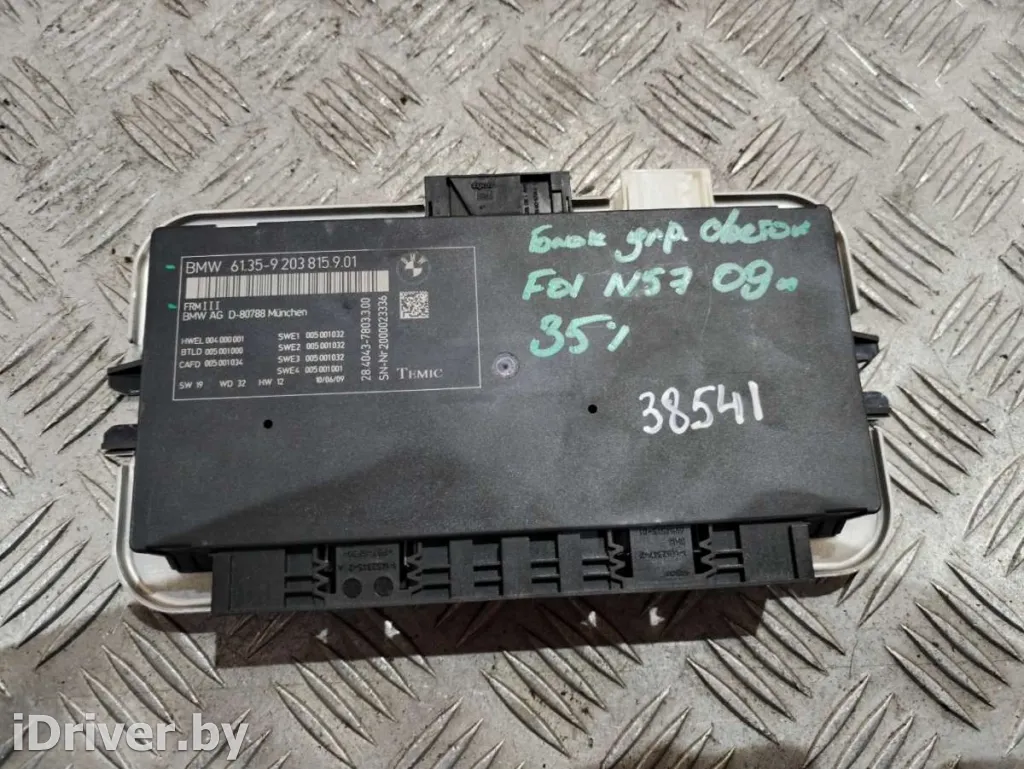 BMW 61.35-9 203 815 9.01
FRM III
BMW AG D-80788 München
HWEL 004 000 001
BTLD 005 001 000
CAFD 005 001 034
SWE1 005 001 032
SWE2 005 001 032
SWE3 005 001 032
SWE4 005 001 001
SW 19 WD 32 HW 12 10/06/09
28.4043-7803.3.00
SN-Nr.2000023336
TEMIC
Блок упр. светом
F01 N57 09г
35%
38541
iDriver.by